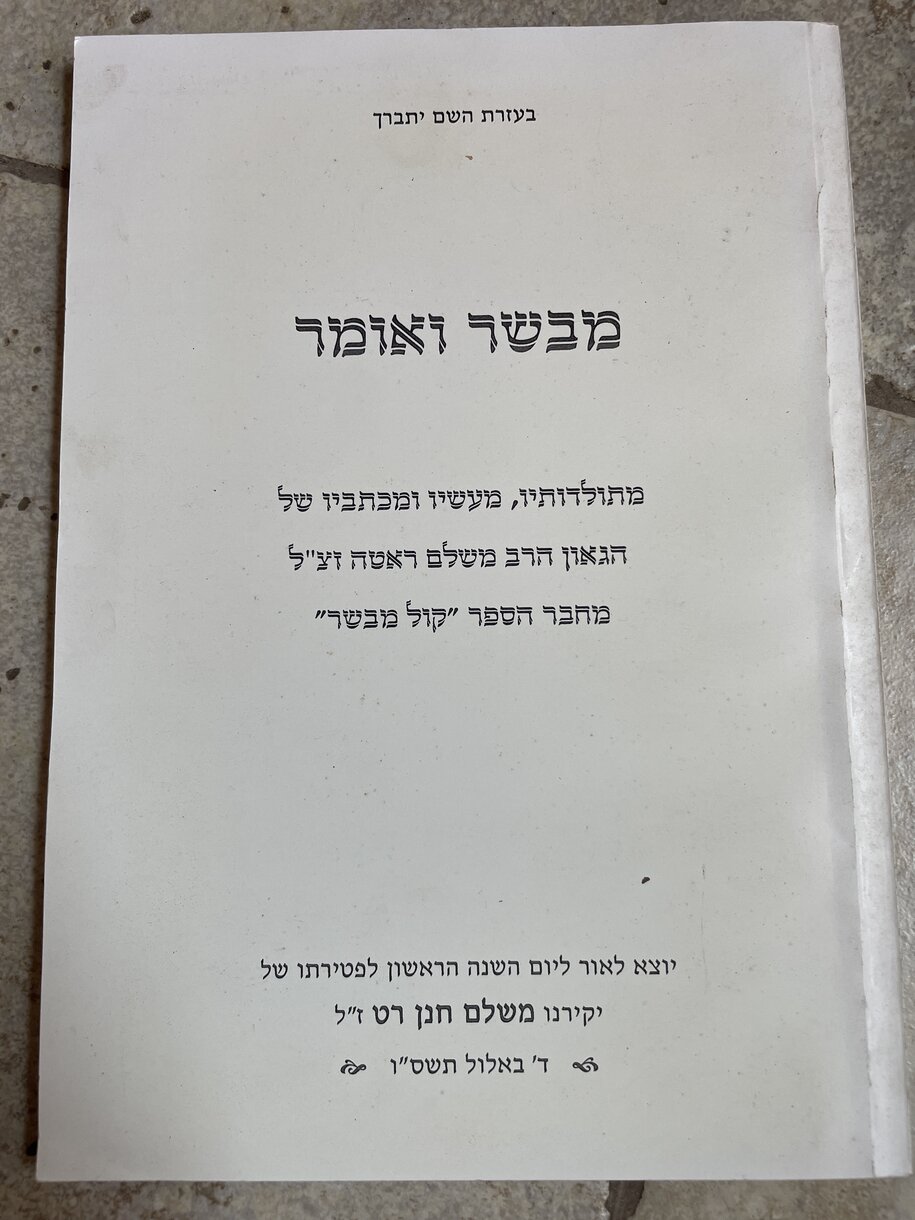 בעזרת השם יתברך
מבשר ואומר
מתולדותיו, מעשיו ומכתביו של
הגאון הרב משלם ראטה זצ"ל
מחבר הספר "קול מבשר"
יוצא לאור ליום השנה הראשון לפטירתו של
יקירנו משלם חנן רט ז"ל
ד' באלול תשס"ו